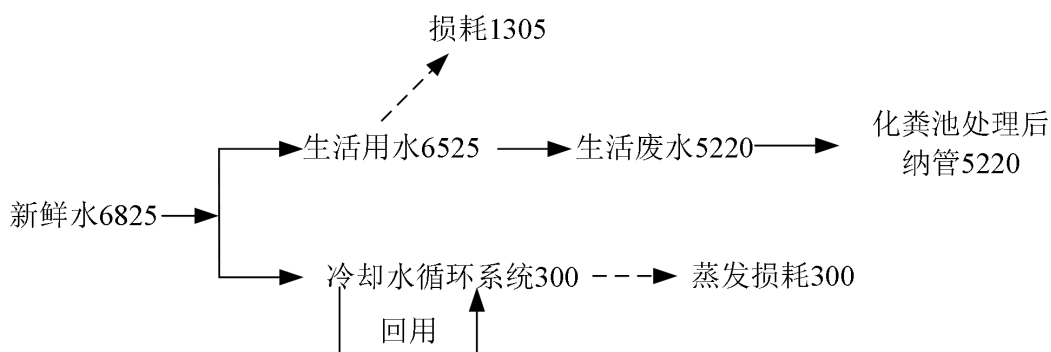 损耗1305
生活用水6525
生活废水5220
化粪池处理后
纳管5220
新鲜水6825
冷却水循环系统300
蒸发损耗300
回用